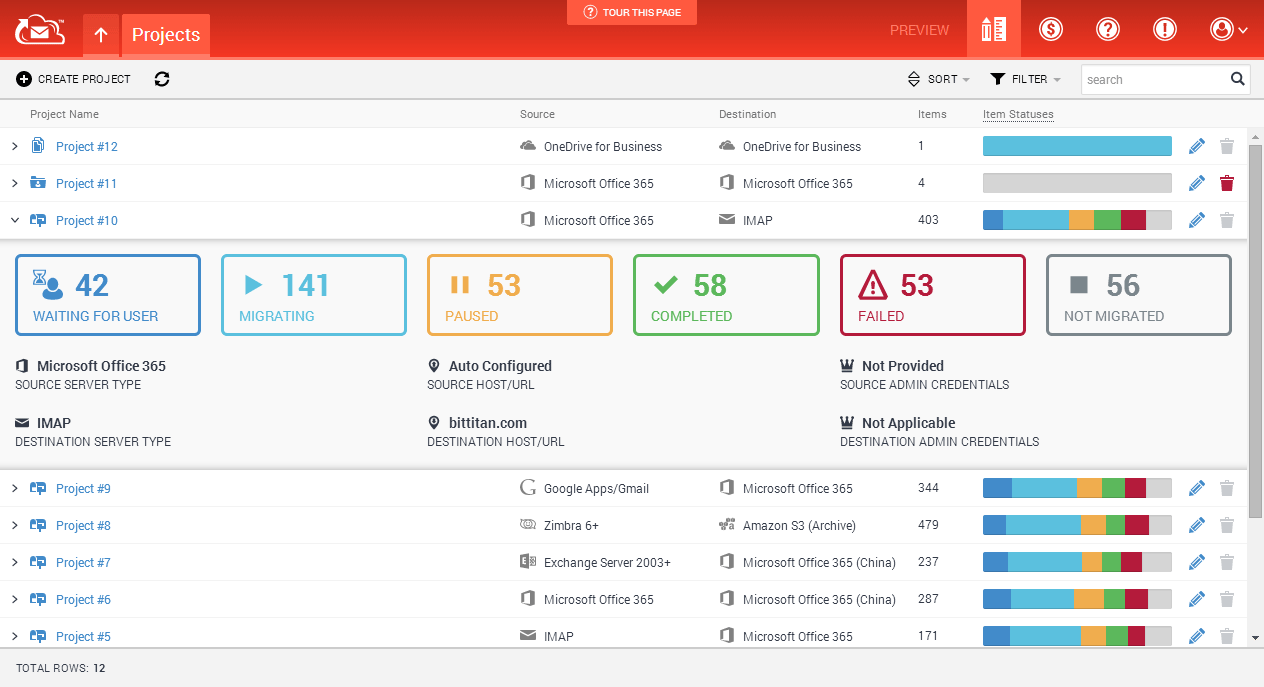 TOUR THIS PAGE
Projects
PREVIEW
CREATE PROJECT
SORT
FILTER
search
Project Name Source Destination Items Item Statuses
Project #12 OneDrive for Business OneDrive for Business 1
Project #11 Microsoft Office 365 Microsoft Office 365 4
Project #10 Microsoft Office 365 IMAP 403
42
WAITING FOR USER
141
MIGRATING
53
PAUSED
58
COMPLETED
53
FAILED
56
NOT MIGRATED
Microsoft Office 365
SOURCE SERVER TYPE
Auto Configured
SOURCE HOST/URL
Not Provided
SOURCE ADMIN CREDENTIALS
IMAP
DESTINATION SERVER TYPE
bittitan.com
DESTINATION HOST/URL
Not Applicable
DESTINATION ADMIN CREDENTIALS
Project #9 Google Apps/Gmail Microsoft Office 365 344
Project #8 Zimbra 6+ Amazon S3 (Archive) 479
Project #7 Exchange Server 2003+ Microsoft Office 365 (China) 237
Project #6 Microsoft Office 365 Microsoft Office 365 (China) 287
Project #5 IMAP Microsoft Office 365 171
TOTAL ROWS: 12